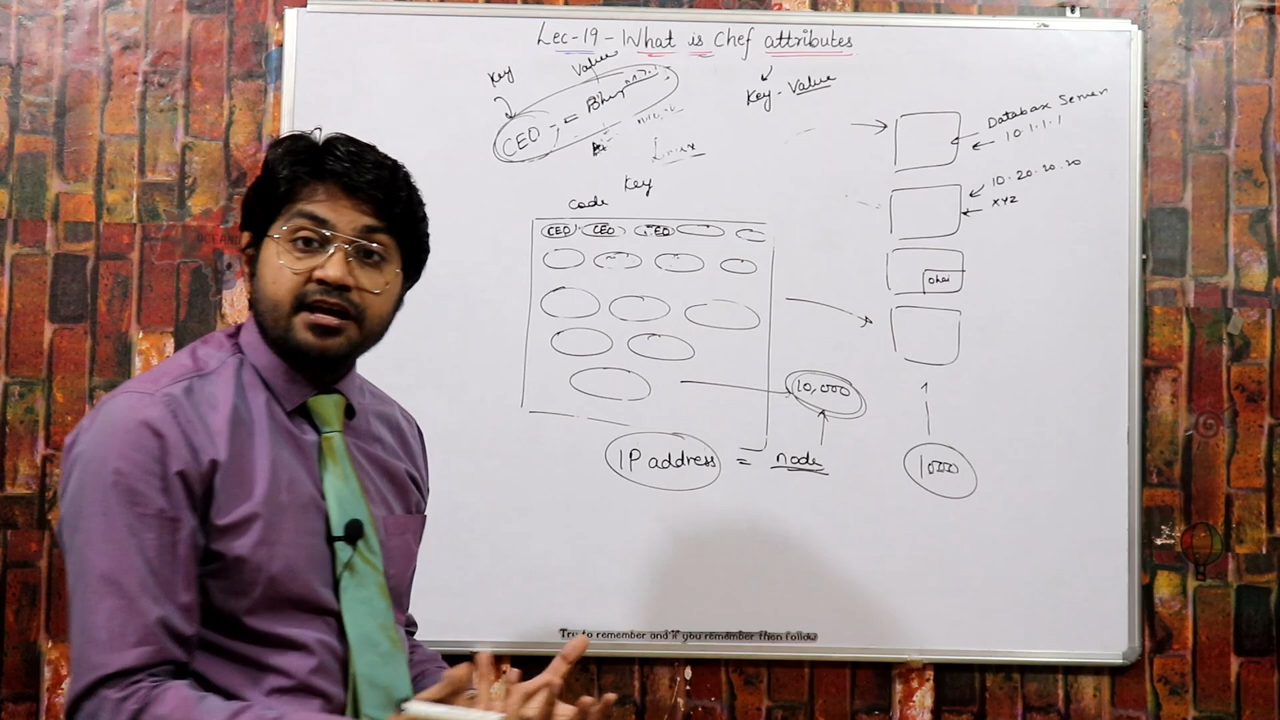 Lec-19 - What is Chef attributes
Key Value
Key - Value
CEO =
Linux
Key
code
CEO CEO CEO
Database Server
10.1.1.1
10.20.20.20
XYZ
ohai
10,000
IP address = node
10000
Try to remember and if you remember then follow